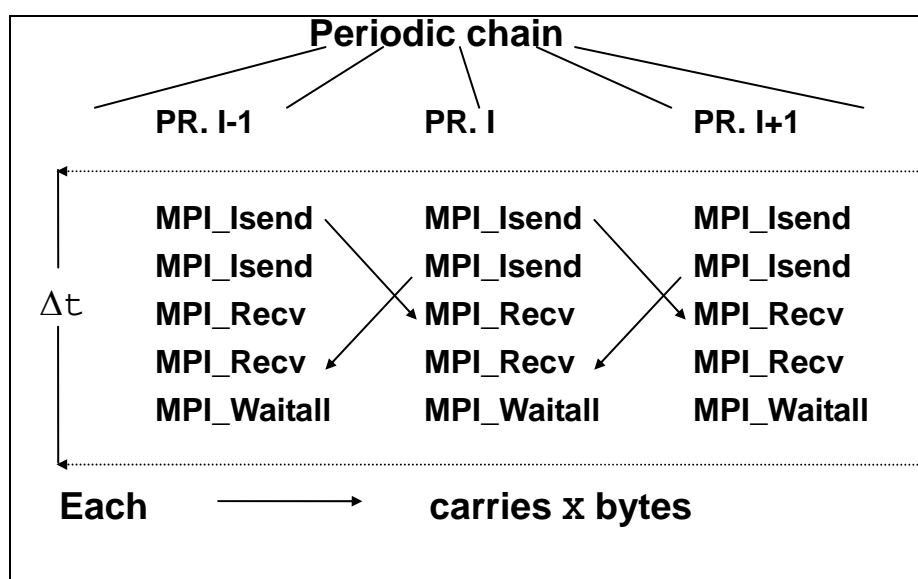 Periodic chain
PR. I-1 PR. I PR. I+1
MPI_Isend MPI_Isend MPI_Isend
MPI_Isend MPI_Isend MPI_Isend
Δt
MPI_Recv MPI_Recv MPI_Recv
MPI_Recv MPI_Recv MPI_Recv
MPI_Waitall MPI_Waitall MPI_Waitall
Each carries x bytes